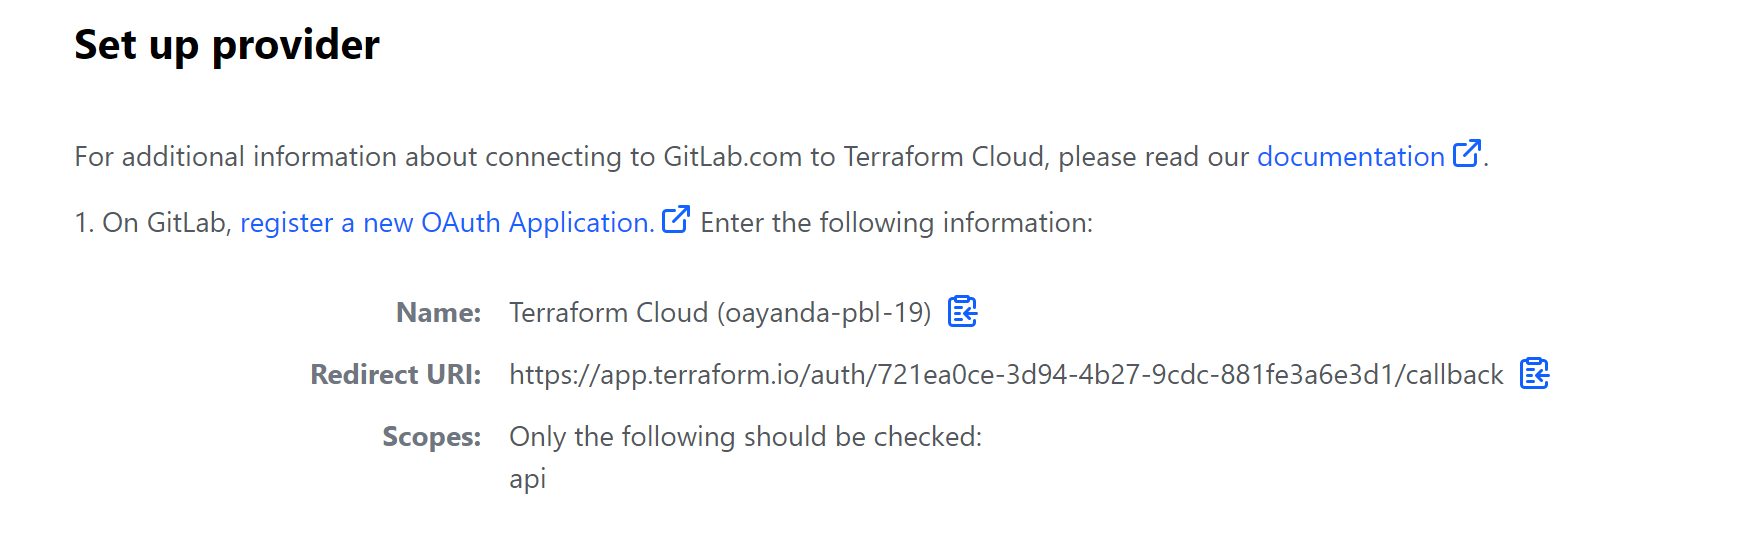 Set up provider
For additional information about connecting to GitLab.com to Terraform Cloud, please read our documentation.
1. On GitLab, register a new OAuth Application. Enter the following information:
Name: Terraform Cloud (oayanda-pbl-19)
Redirect URI: https://app.terraform.io/auth/721ea0ce-3d94-4b27-9cdc-881fe3a6e3d1/callback
Scopes: Only the following should be checked:
api